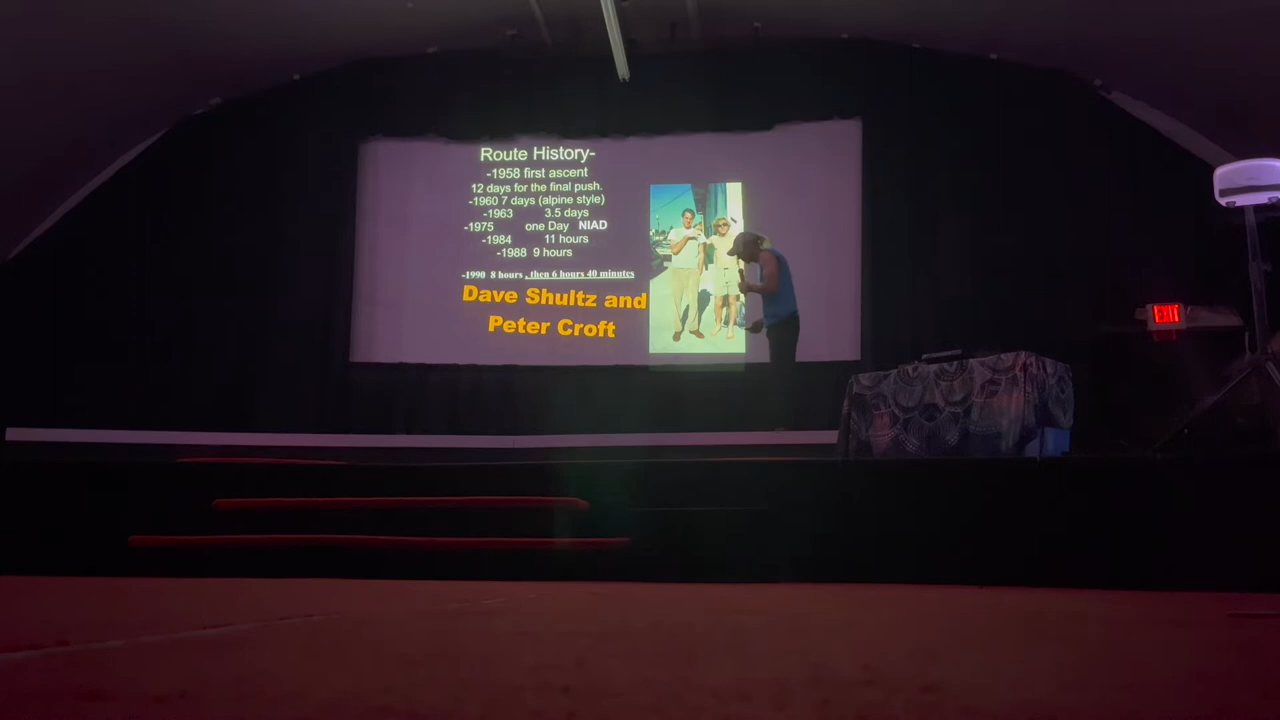 Route History-
-1958 first ascent
12 days for the final push.
-1960 7 days (alpine style)
-1963 3.5 days
-1975 one Day NIAD
-1984 11 hours
-1988 9 hours
-1990 8 hours , then 6 hours 40 minutes
Dave Shultz and
Peter Croft
EXIT